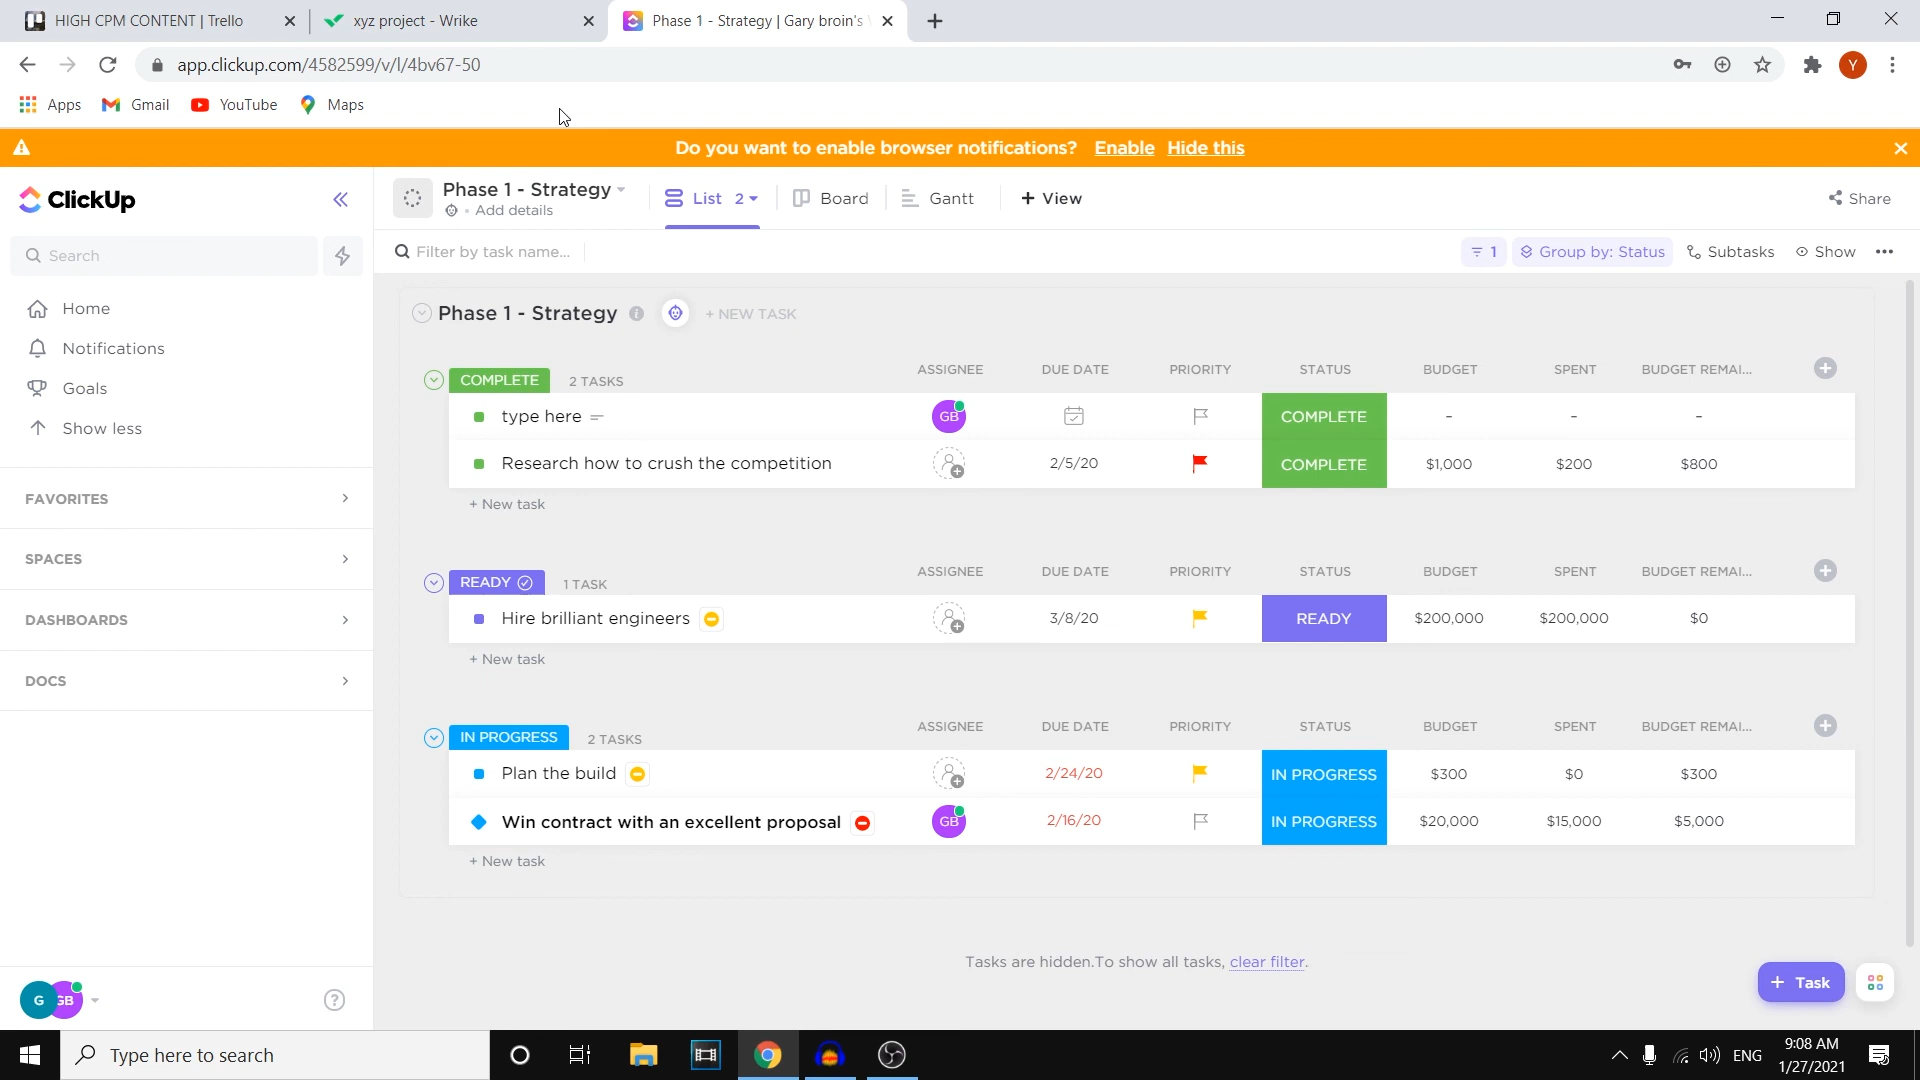 HIGH CPM CONTENT | Trello
xyz project - Wrike
Phase 1 - Strategy | Gary broin's
app.clickup.com/4582599/v/l/4bv67-50
Y
Apps
Gmail
YouTube
Maps
Do you want to enable browser notifications? Enable Hide this
ClickUp
Phase 1 - Strategy
Add details
List 2
Board
Gantt
+ View
Share
Search
Filter by task name...
1
Group by: Status
Subtasks
Show
Home
Notifications
Goals
Show less
FAVORITES
SPACES
DASHBOARDS
DOCS
Phase 1 - Strategy
+ NEW TASK
COMPLETE 2 TASKS ASSIGNEE DUE DATE PRIORITY STATUS BUDGET SPENT BUDGET REMAI...
type here GB COMPLETE - - -
Research how to crush the competition 2/5/20 COMPLETE $1,000 $200 $800
+ New task
READY 1 TASK ASSIGNEE DUE DATE PRIORITY STATUS BUDGET SPENT BUDGET REMAI...
Hire brilliant engineers 3/8/20 READY $200,000 $200,000 $0
+ New task
IN PROGRESS 2 TASKS ASSIGNEE DUE DATE PRIORITY STATUS BUDGET SPENT BUDGET REMAI...
Plan the build 2/24/20 IN PROGRESS $300 $0 $300
Win contract with an excellent proposal GB 2/16/20 IN PROGRESS $20,000 $15,000 $5,000
+ New task
Tasks are hidden.To show all tasks, clear filter.
+ Task
G GB
?
Type here to search
ENG
9:08 AM
1/27/2021